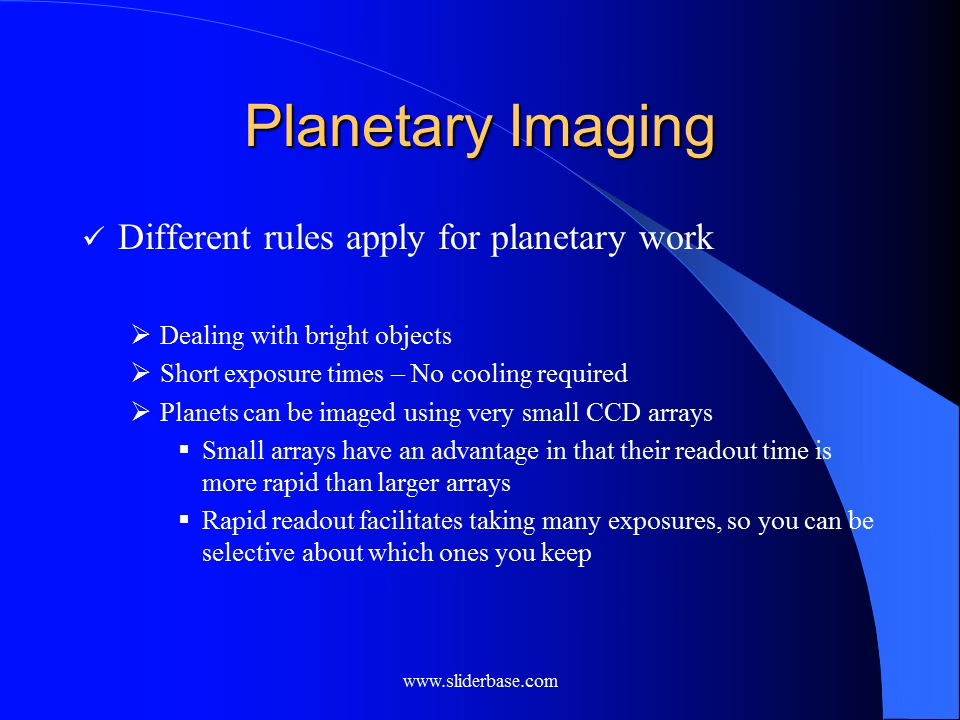 Planetary Imaging
✓ Different rules apply for planetary work
➢ Dealing with bright objects
➢ Short exposure times – No cooling required
➢ Planets can be imaged using very small CCD arrays
▪ Small arrays have an advantage in that their readout time is
more rapid than larger arrays
▪ Rapid readout facilitates taking many exposures, so you can be
selective about which ones you keep
www.sliderbase.com